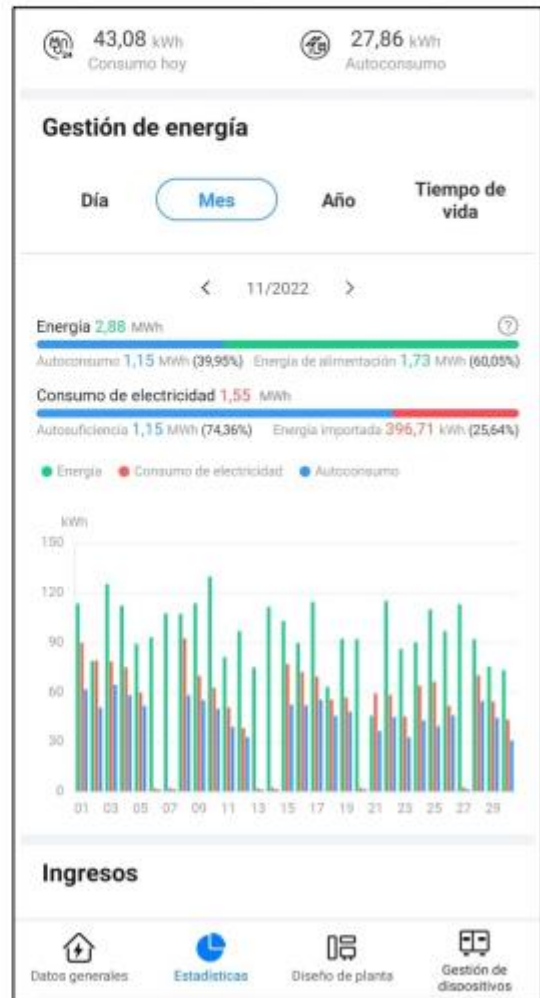 43,08 kWh
Consumo hoy
27,86 kWh
Autoconsumo
Gestión de energía
Día Mes Año Tiempo de
vida
11/2022
Energía 2,88 MWh
Autoconsumo 1,15 MWh (39,95%) Energía de alimentación 1,73 MWh (60,05%)
Consumo de electricidad 1,55 MWh
Autosuficiencia 1,15 MWh (74,36%) Energía importada 396,71 kWh (25,64%)
Energía Consumo de electricidad Autoconsumo
kWh
150
120
90
60
30
0
01 03 05 07 09 11 13 15 17 19 21 23 25 27 29
Ingresos
Datos generales Estadísticas Diseño de planta Gestión de
dispositivos